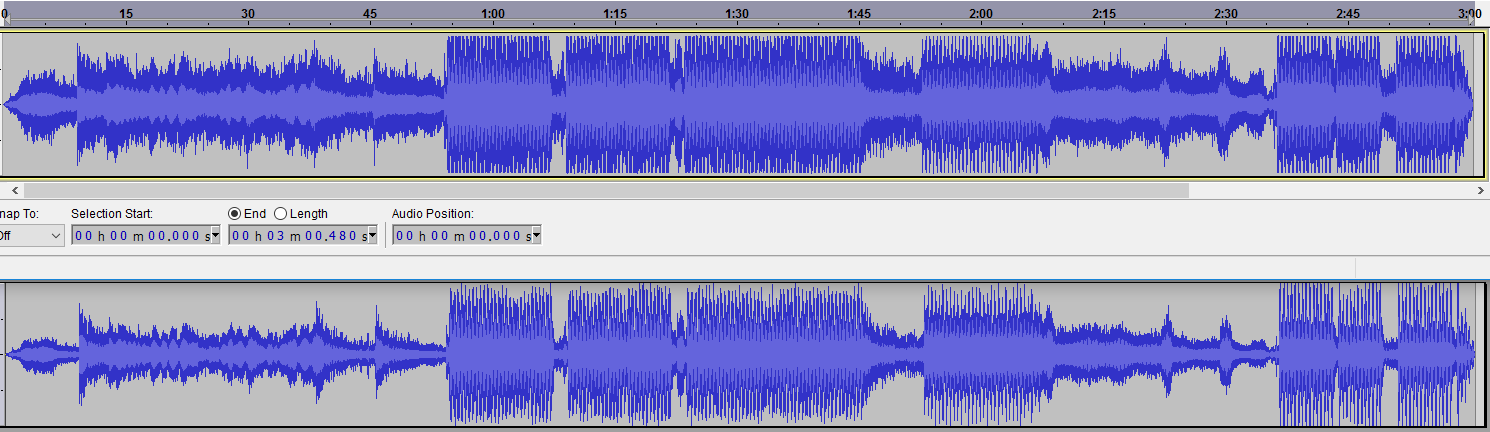 0 15 30 45 1:00 1:15 1:30 1:45 2:00 2:15 2:30 2:45 3:00
nap To: Selection Start: End Length Audio Position:
Off 00 h 00 m 00.000 s 00 h 03 m 00.480 s 00 h 00 m 00.000 s